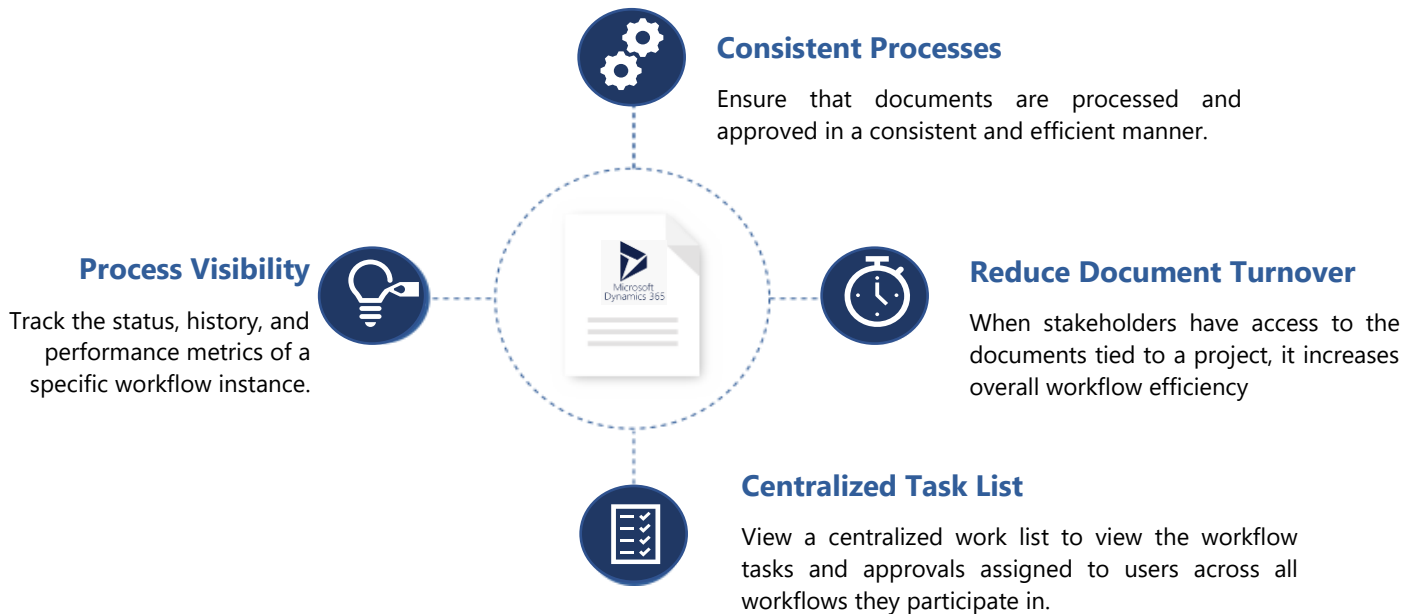 Consistent Processes
Ensure that documents are processed and
approved in a consistent and efficient manner.
Process Visibility
Track the status, history, and
performance metrics of a
specific workflow instance.
Microsoft
Dynamics 365
Reduce Document Turnover
When stakeholders have access to the
documents tied to a project, it increases
overall workflow efficiency
Centralized Task List
View a centralized work list to view the workflow
tasks and approvals assigned to users across all
workflows they participate in.